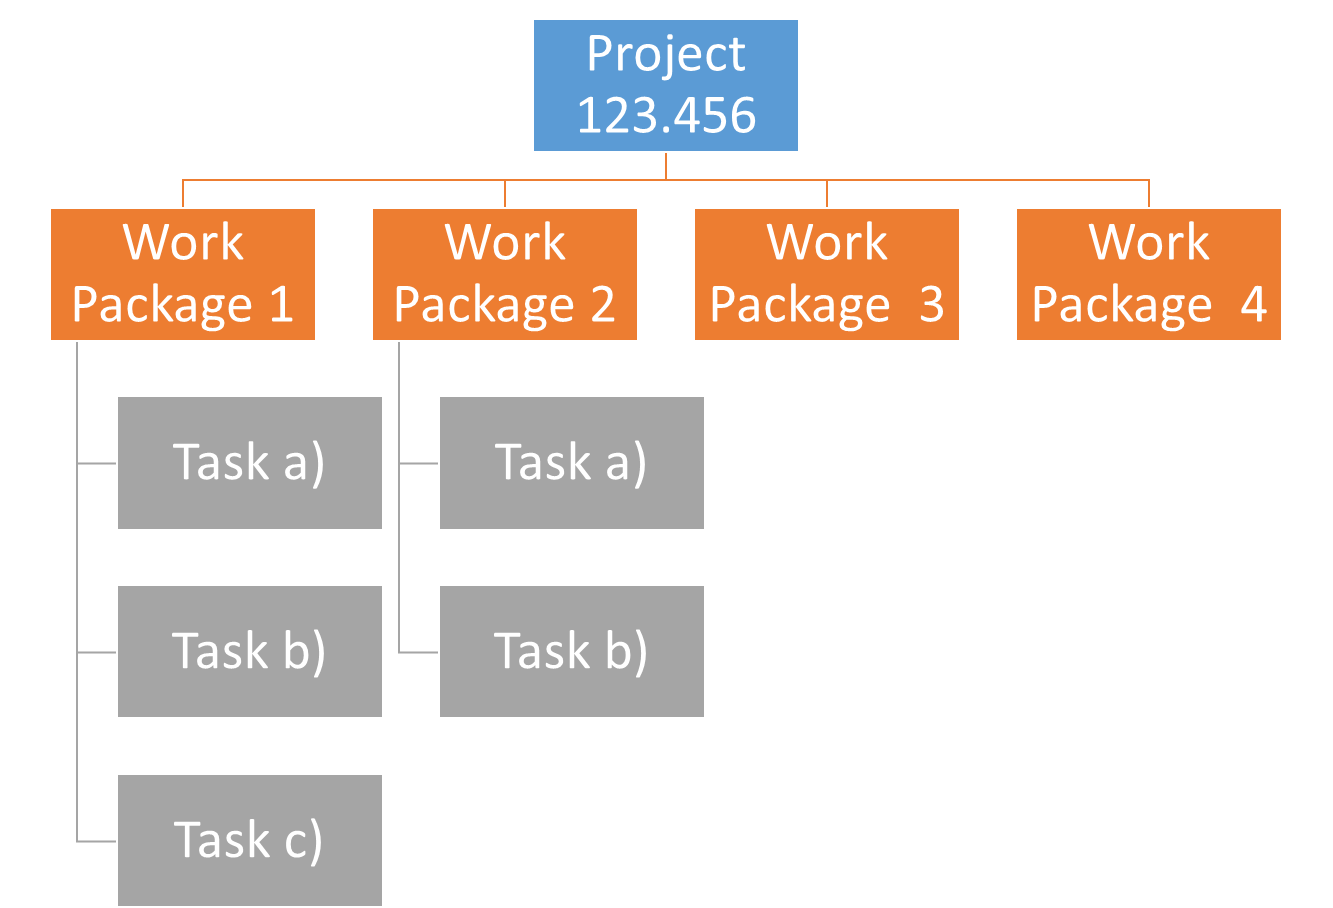 Project
123.456
Work
Package 1
Work
Package 2
Work
Package  3
Work
Package  4
Task a)
Task b)
Task c)
Task a)
Task b)